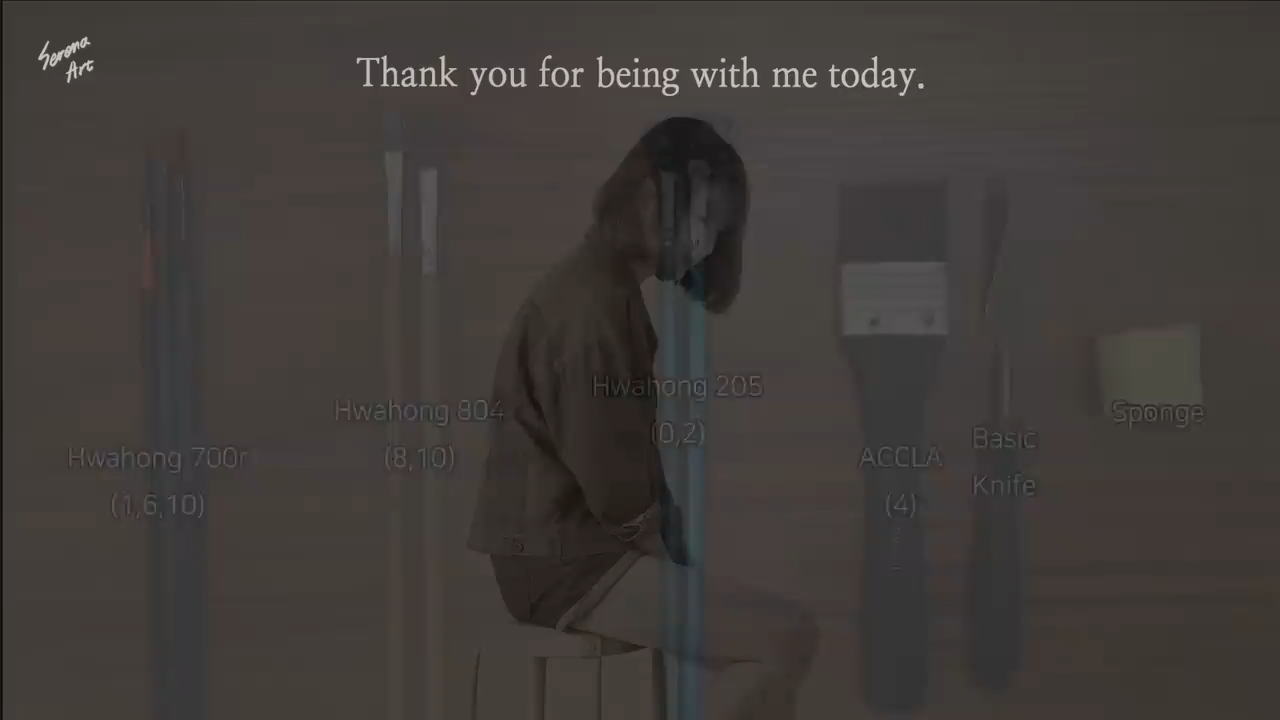 Serona
Art
Thank you for being with me today.
Hwahong 205
(0,2)
Hwahong 804
(8,10)
Sponge
Basic
Knife
Hwahong 700r
(1,6,10)
ACCLA
(4)